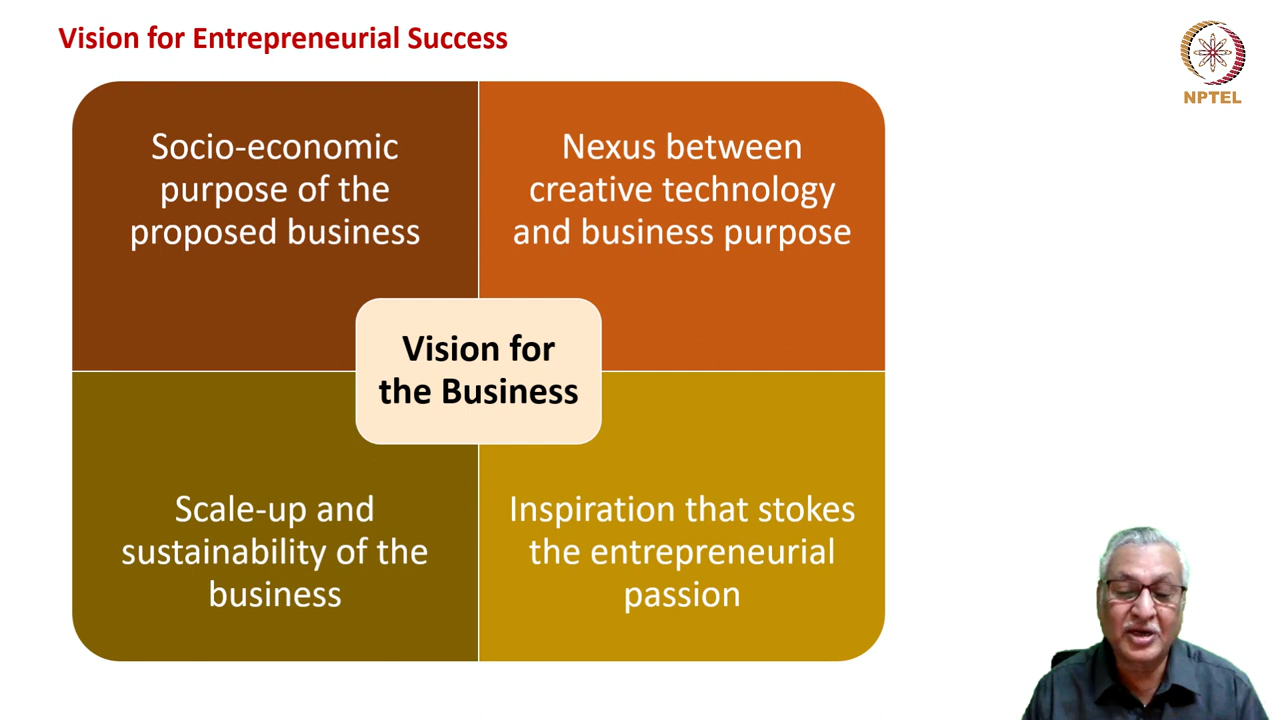 Vision for Entrepreneurial Success
NPTEL
Socio-economic
purpose of the
proposed business
Nexus between
creative technology
and business purpose
Vision for
the Business
Scale-up and
sustainability of the
business
Inspiration that stokes
the entrepreneurial
passion